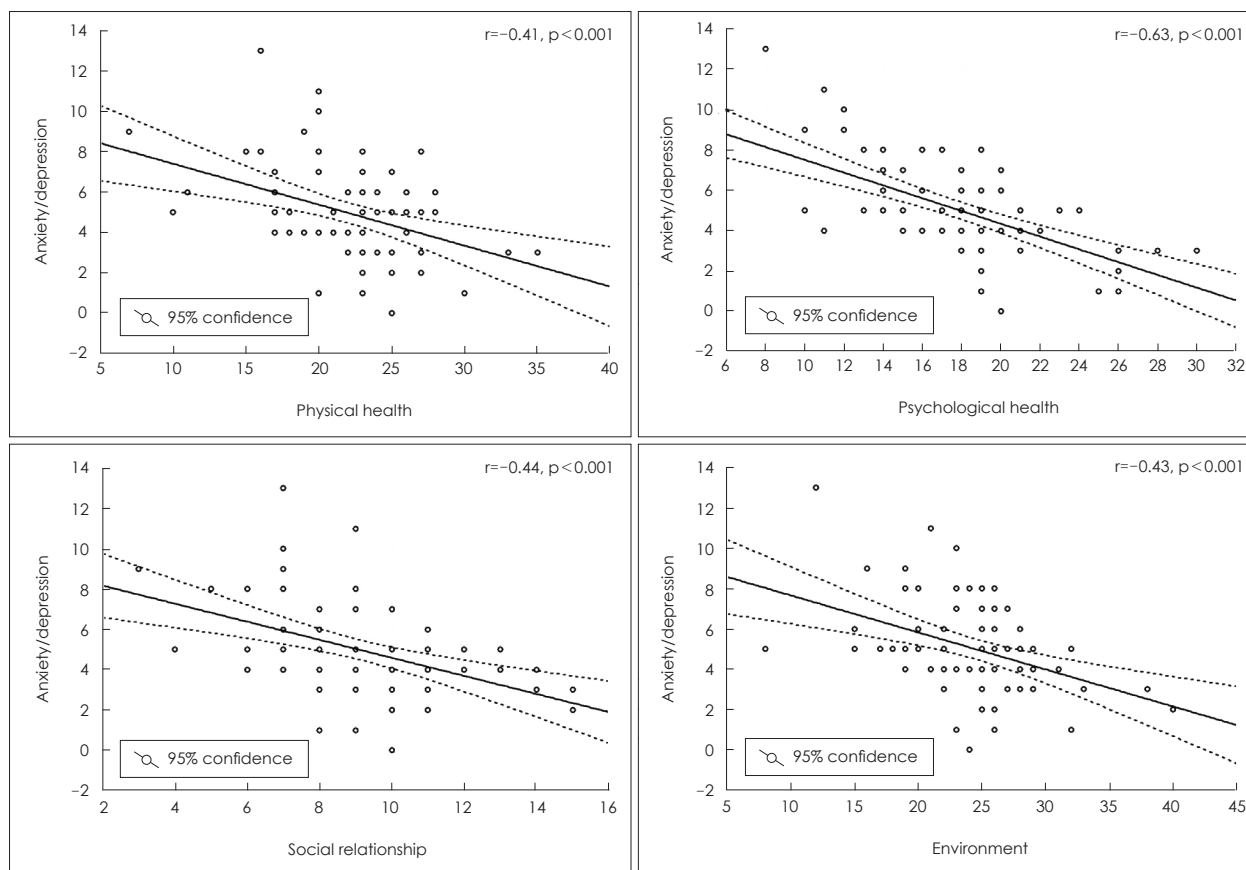 r=−0.41, p<0.001
14
12
10
8
6
4
2
0
−2
Anxiety/depression
95% confidence
5 10 15 20 25 30 35 40
Physical health
r=−0.63, p<0.001
14
12
10
8
6
4
2
0
−2
Anxiety/depression
95% confidence
6 8 10 12 14 16 18 20 22 24 26 28 30 32
Psychological health
r=−0.44, p<0.001
14
12
10
8
6
4
2
0
−2
Anxiety/depression
95% confidence
2 4 6 8 10 12 14 16
Social relationship
r=−0.43, p<0.001
14
12
10
8
6
4
2
0
−2
Anxiety/depression
95% confidence
5 10 15 20 25 30 35 40 45
Environment